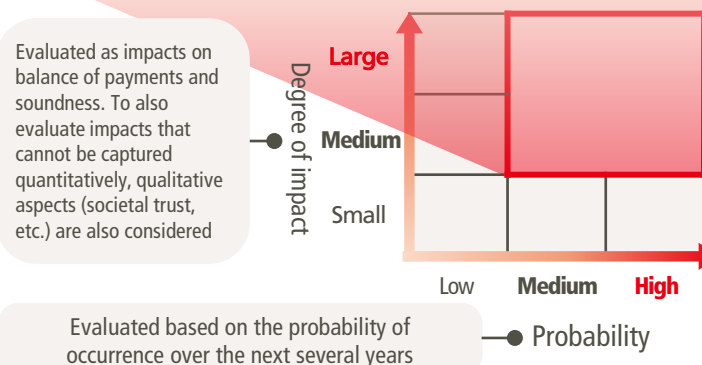 Evaluated as impacts on
balance of payments and
soundness. To also
evaluate impacts that
cannot be captured
quantitatively, qualitative
aspects (societal trust,
etc.) are also considered
Degree of impact
Large
Medium
Small
Low Medium High
Evaluated based on the probability of
occurrence over the next several years
Probability